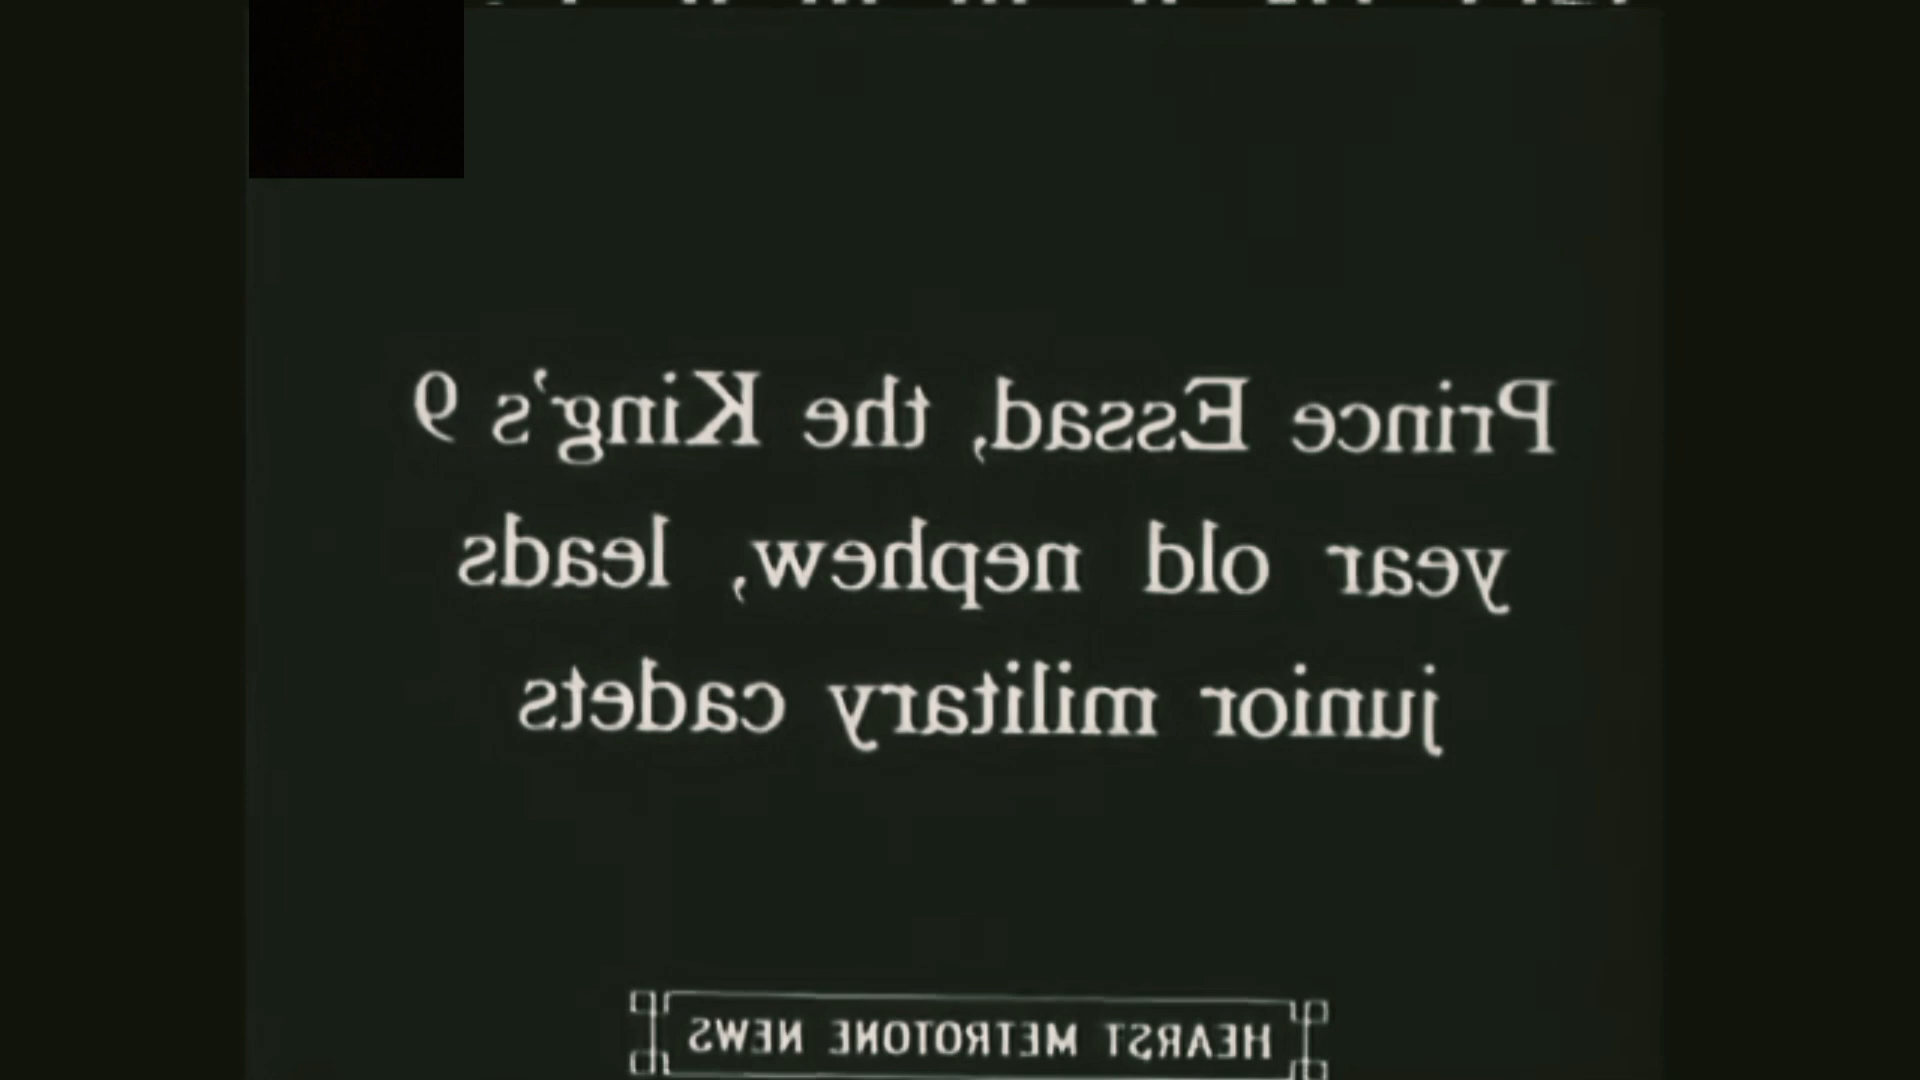 Prince Essad, the King's 9
year old nephew, leads
junior military cadets
HEARST METROTONE NEWS